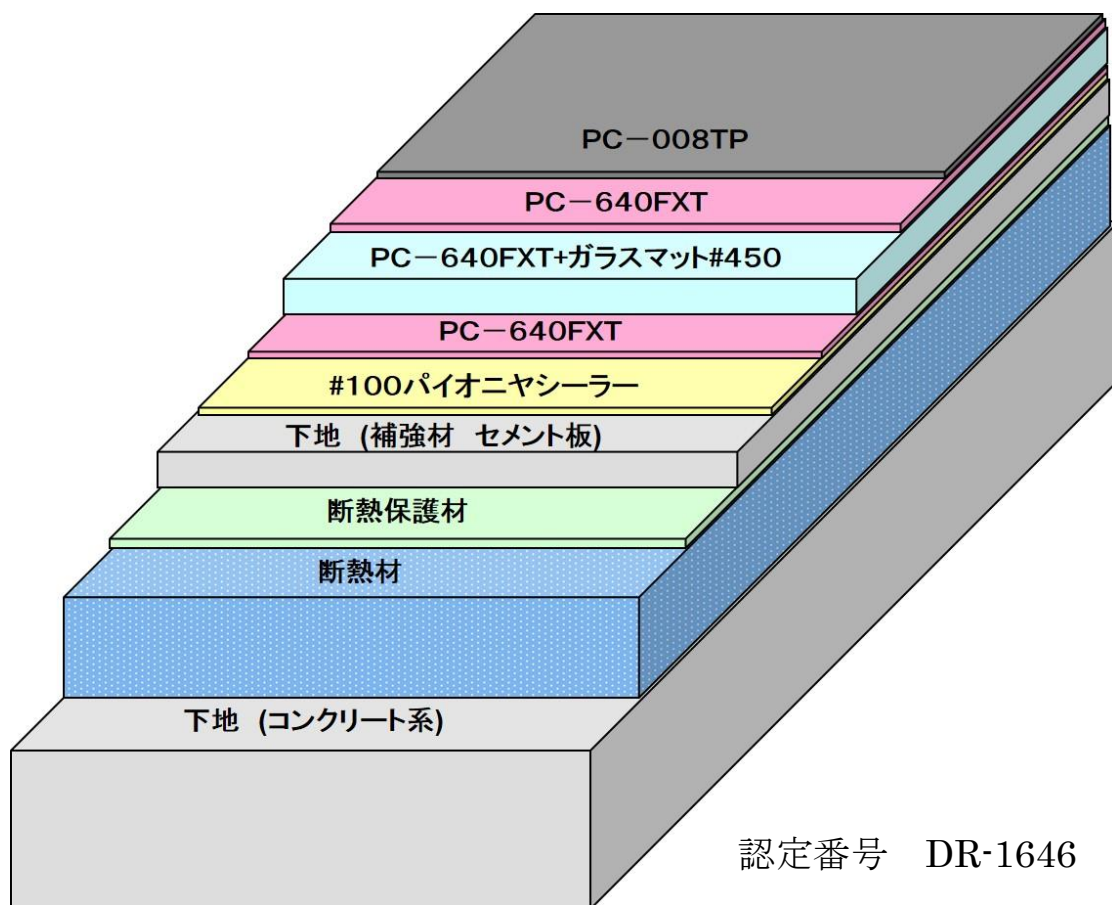 PC－008TP
PC－640FXT
PC－640FXT+ガラスマット#450
PC－640FXT
#100パイオニヤシーラー
下地 (補強材 セメント板)
断熱保護材
断熱材
下地 (コンクリート系)
認定番号　DR-1646